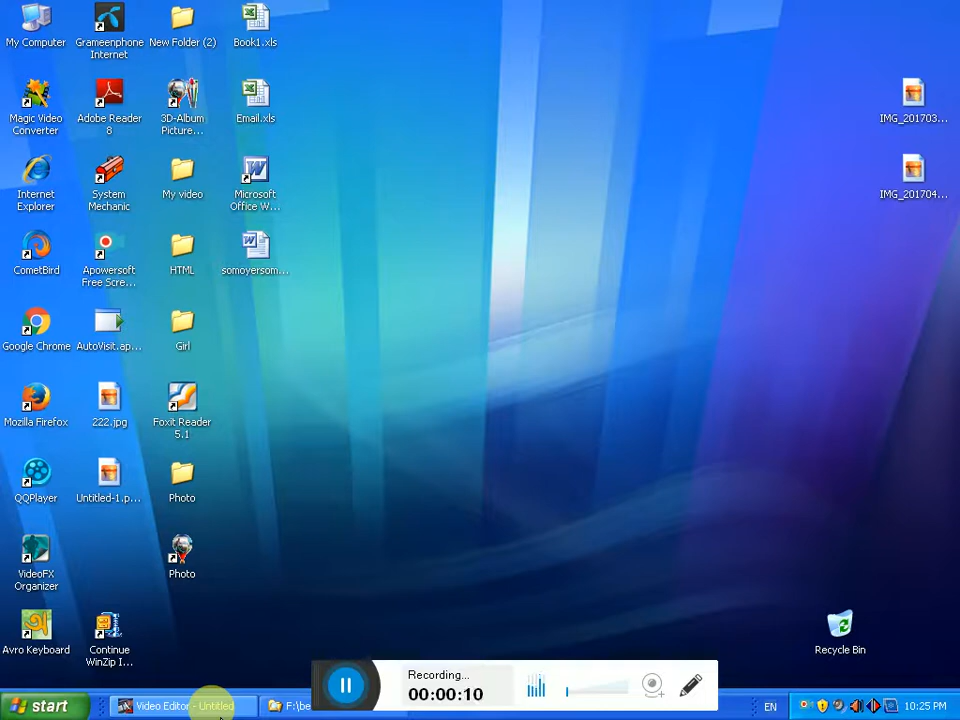 My Computer
Grameenphone
Internet
New Folder (2)
Book1.xls
Magic Video
Converter
Adobe Reader
8
3D-Album
Picture...
Email.xls
IMG_201703...
Internet
Explorer
System
Mechanic
My video
Microsoft
Office W...
IMG_201704...
CometBird
Apowersoft
Free Scre...
HTML
somoyersom...
Google Chrome
AutoVisit.ap...
Girl
Mozilla Firefox
222.jpg
Foxit Reader
5.1
QQPlayer
Untitled-1.p...
Photo
VideoFX
Organizer
Photo
Avro Keyboard
Continue
WinZip I...
Recycle Bin
Recording...
00:00:10
start
Video Editor - Untitled
F:\be
EN
10:25 PM